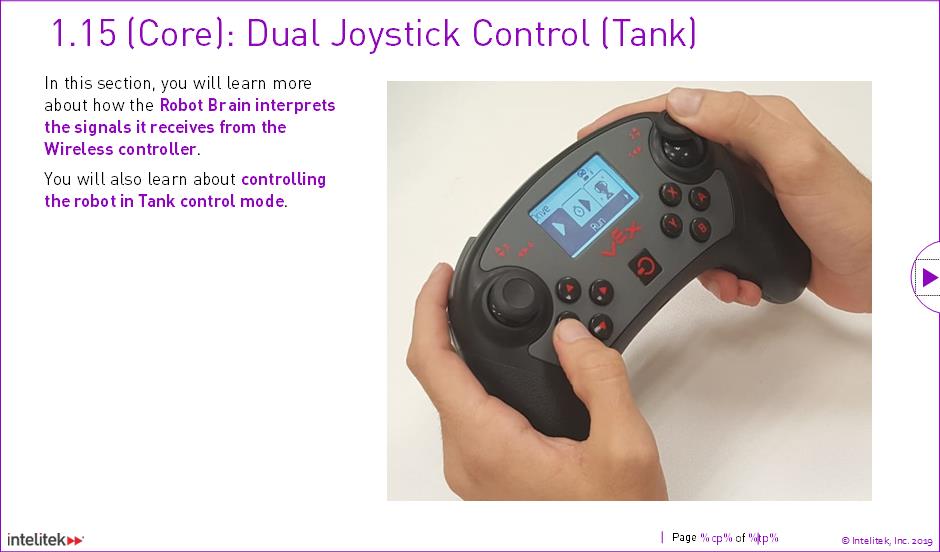 1.15 (Core): Dual Joystick Control (Tank)
In this section, you will learn more
about how the Robot Brain interprets
the signals it receives from the
Wireless controller.
You will also learn about controlling
the robot in Tank control mode.
Drive
Run
VEX
X
A
Y
B
intelitek
Page %cp% of %tp%
© Intelitek, Inc. 2019